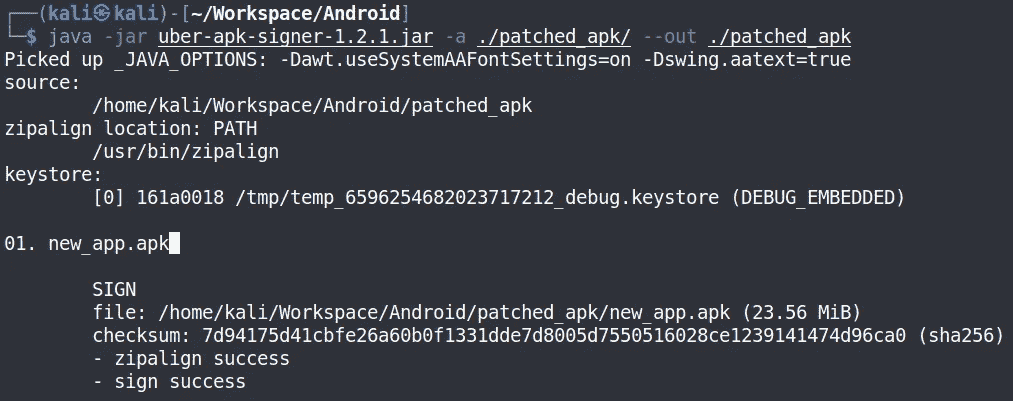 ┌──(kali㉿kali)-[~/Workspace/Android]
└─$ java -jar uber-apk-signer-1.2.1.jar -a ./patched_apk/ --out ./patched_apk
Picked up _JAVA_OPTIONS: -Dawt.useSystemAAFontSettings=on -Dswing.aatext=true
source:
/home/kali/Workspace/Android/patched_apk
zipalign location: PATH
/usr/bin/zipalign
keystore:
[0] 161a0018 /tmp/temp_6596254682023717212_debug.keystore (DEBUG_EMBEDDED)
01. new_app.apk
SIGN
file: /home/kali/Workspace/Android/patched_apk/new_app.apk (23.56 MiB)
checksum: 7d94175d41cbfe26a60b0f1331dde7d8005d7550516028ce1239141474d96ca0 (sha256)
- zipalign success
- sign success